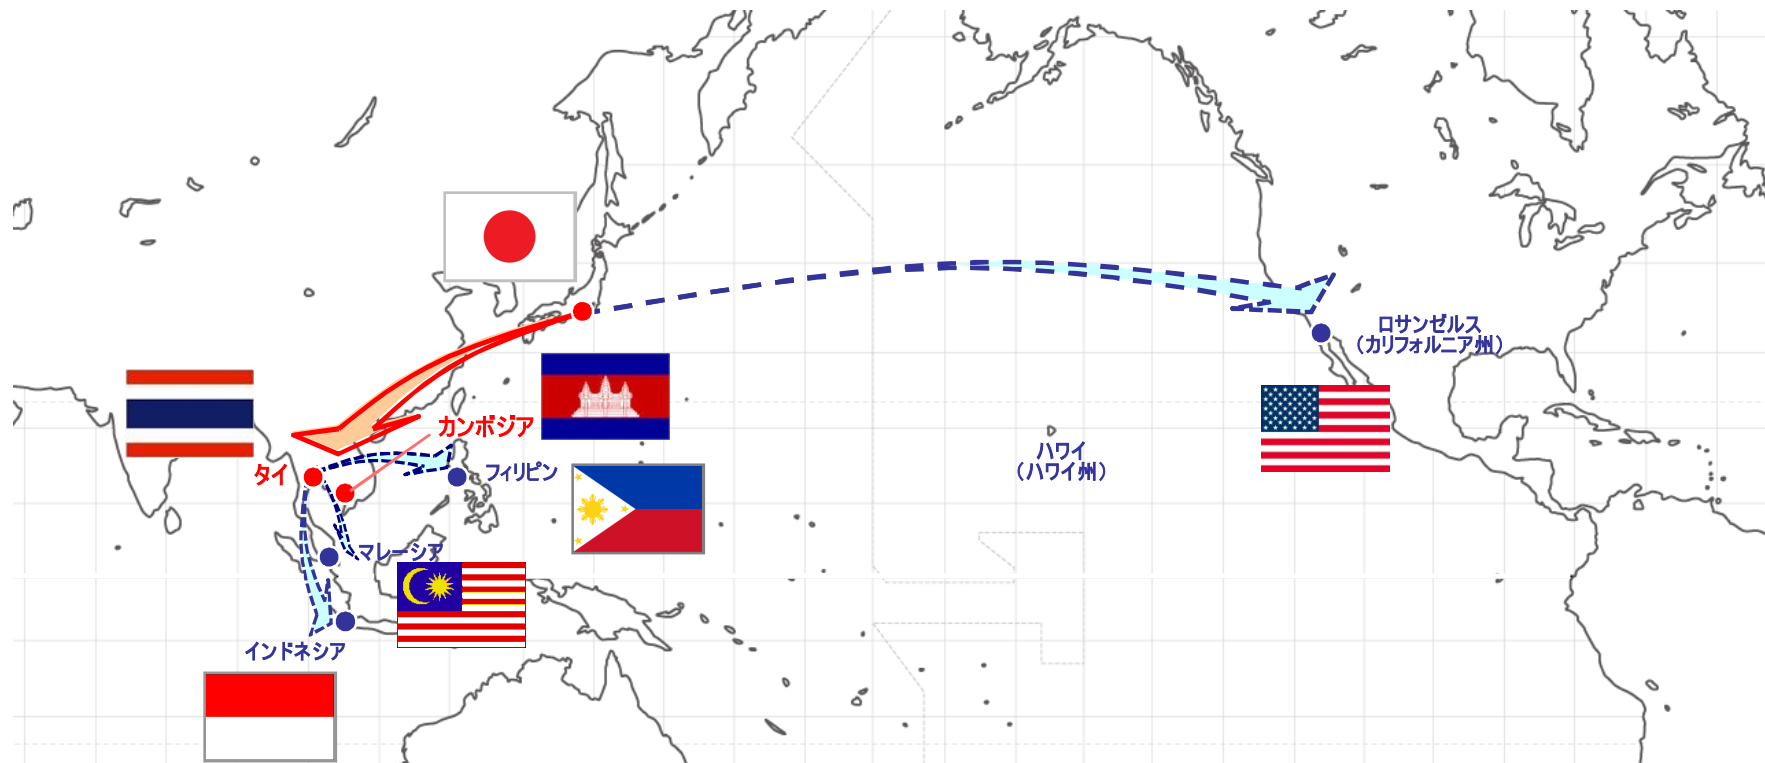 ロサンゼルス
（カリフォルニア州）
カンボジア
ハワイ
（ハワイ州）
タイ
フィリピン
マレーシア
インドネシア